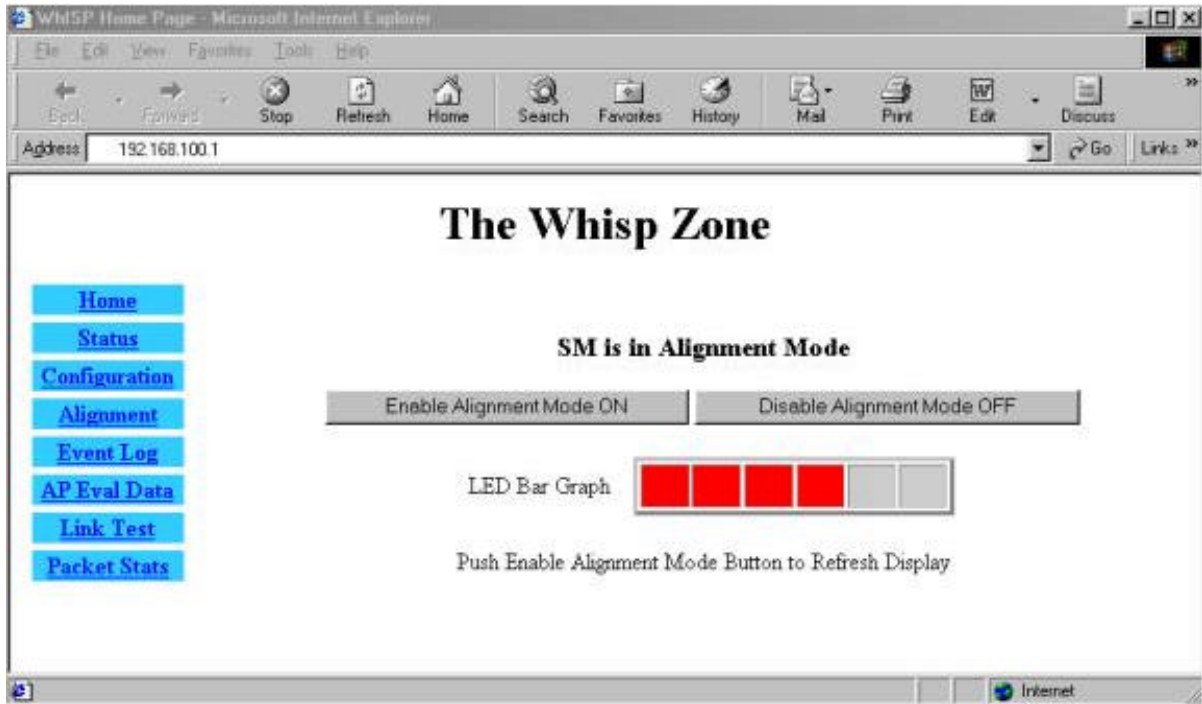 WMSP Home Page - Microsoft Internet Explorer
File Edit View Favorites Tools Help
Back Forward Stop Refresh Home Search Favorites History Mail Print Edit Discuss
Address 192.168.100.1 Go Links
The Whisp Zone
Home
Status
Configuration
Alignment
Event Log
AP Eval Data
Link Test
Packet Stats
SM is in Alignment Mode
Enable Alignment Mode ON Disable Alignment Mode OFF
LED Bar Graph
Push Enable Alignment Mode Button to Refresh Display
Internet